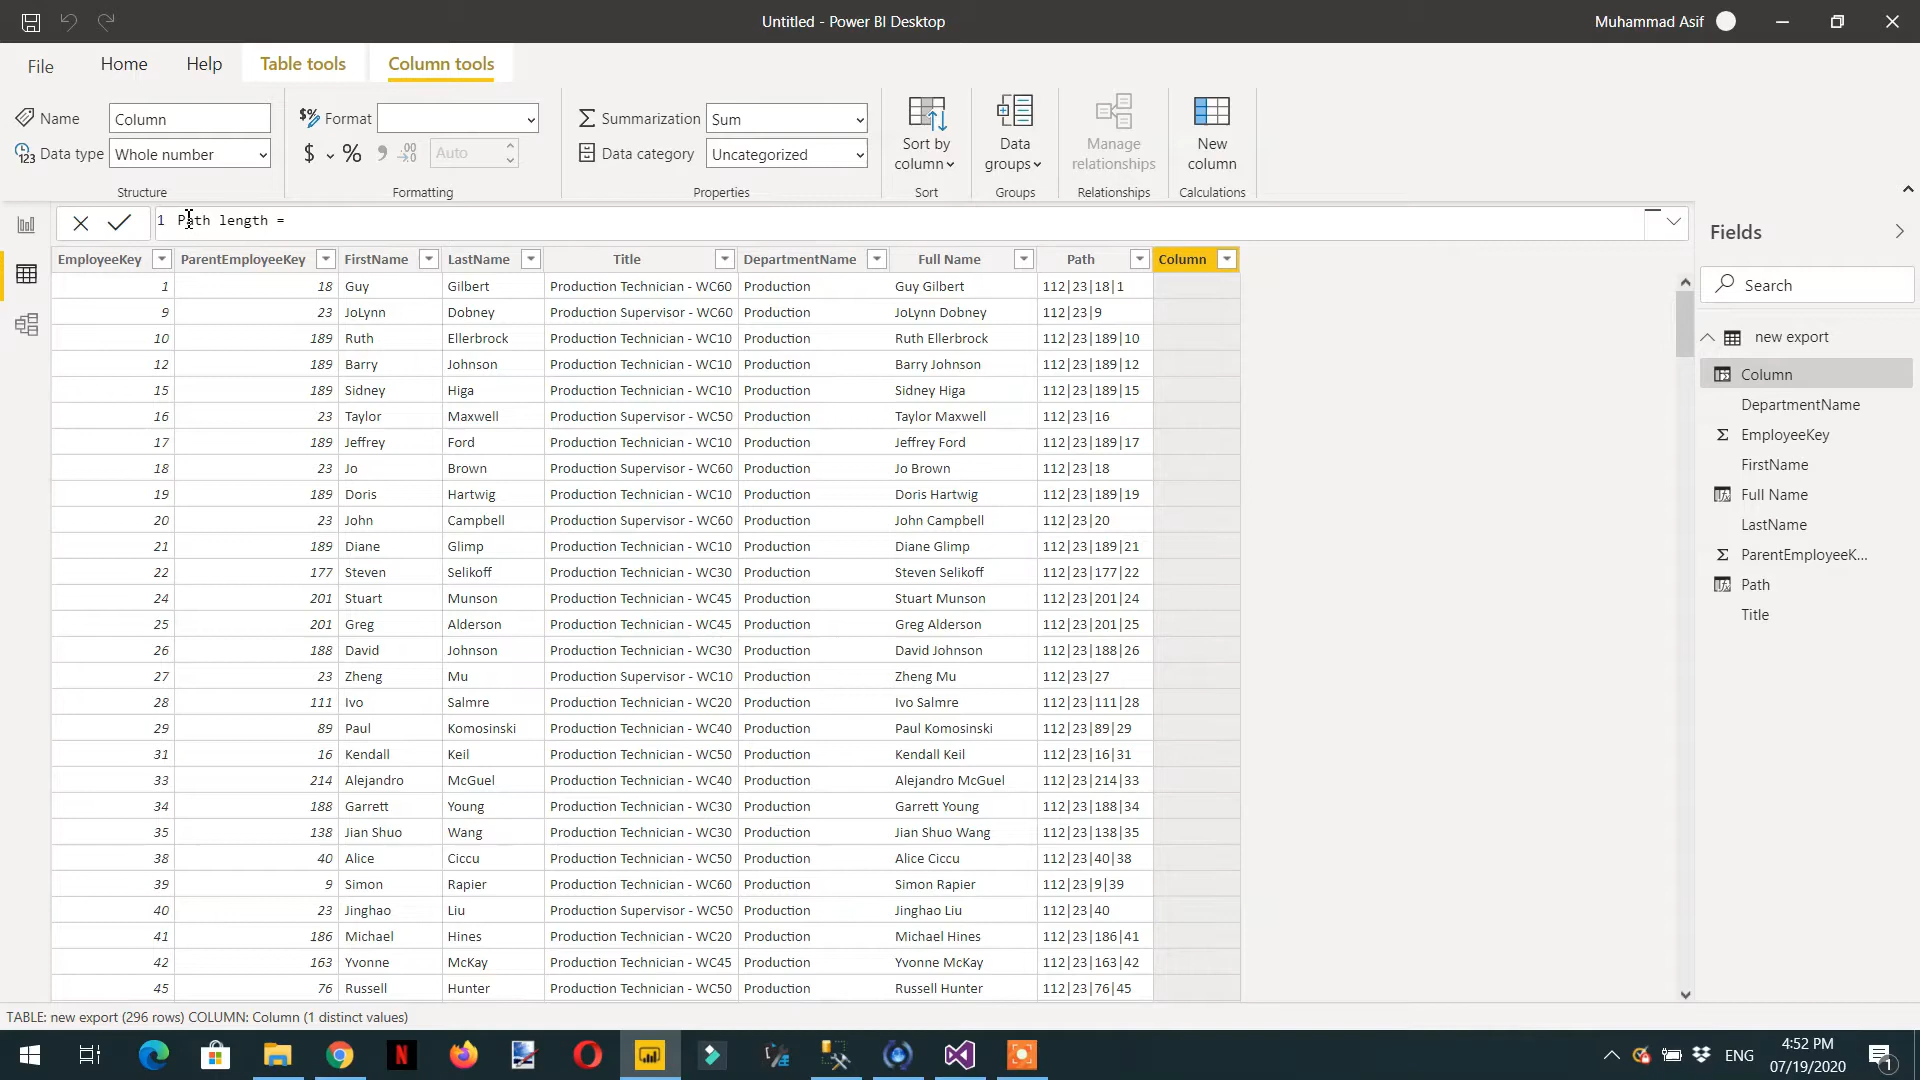 Untitled - Power BI Desktop
Muhammad Asif
File Home Help Table tools Column tools
Name Column
Data type Whole number
Structure
Format
$ % Auto
Formatting
Summarization Sum
Data category Uncategorized
Properties
Sort by column
Sort
Data groups
Groups
Manage relationships
Relationships
New column
Calculations
1 Path length =
EmployeeKey ParentEmployeeKey FirstName LastName Title DepartmentName Full Name Path Column
1 18 Guy Gilbert Production Technician - WC60 Production Guy Gilbert 112|23|18|1
9 23 JoLynn Dobney Production Supervisor - WC60 Production JoLynn Dobney 112|23|9
10 189 Ruth Ellerbrock Production Technician - WC10 Production Ruth Ellerbrock 112|23|189|10
12 189 Barry Johnson Production Technician - WC10 Production Barry Johnson 112|23|189|12
15 189 Sidney Higa Production Technician - WC10 Production Sidney Higa 112|23|189|15
16 23 Taylor Maxwell Production Supervisor - WC50 Production Taylor Maxwell 112|23|16
17 189 Jeffrey Ford Production Technician - WC10 Production Jeffrey Ford 112|23|189|17
18 23 Jo Brown Production Supervisor - WC60 Production Jo Brown 112|23|18
19 189 Doris Hartwig Production Technician - WC10 Production Doris Hartwig 112|23|189|19
20 23 John Campbell Production Supervisor - WC60 Production John Campbell 112|23|20
21 189 Diane Glimp Production Technician - WC10 Production Diane Glimp 112|23|189|21
22 177 Steven Selikoff Production Technician - WC30 Production Steven Selikoff 112|23|177|22
24 201 Stuart Munson Production Technician - WC45 Production Stuart Munson 112|23|201|24
25 201 Greg Alderson Production Technician - WC45 Production Greg Alderson 112|23|201|25
26 188 David Johnson Production Technician - WC30 Production David Johnson 112|23|188|26
27 23 Zheng Mu Production Supervisor - WC10 Production Zheng Mu 112|23|27
28 111 Ivo Salmre Production Technician - WC20 Production Ivo Salmre 112|23|111|28
29 89 Paul Komosinski Production Technician - WC40 Production Paul Komosinski 112|23|89|29
31 16 Kendall Keil Production Technician - WC50 Production Kendall Keil 112|23|16|31
33 214 Alejandro McGuel Production Technician - WC40 Production Alejandro McGuel 112|23|214|33
34 188 Garrett Young Production Technician - WC30 Production Garrett Young 112|23|188|34
35 138 Jian Shuo Wang Production Technician - WC30 Production Jian Shuo Wang 112|23|138|35
38 40 Alice Ciccu Production Technician - WC50 Production Alice Ciccu 112|23|40|38
39 9 Simon Rapier Production Technician - WC60 Production Simon Rapier 112|23|9|39
40 23 Jinghao Liu Production Supervisor - WC50 Production Jinghao Liu 112|23|40
41 186 Michael Hines Production Technician - WC20 Production Michael Hines 112|23|186|41
42 163 Yvonne McKay Production Technician - WC45 Production Yvonne McKay 112|23|163|42
45 76 Russell Hunter Production Technician - WC50 Production Russell Hunter 112|23|76|45
Fields
Search
new export
Column
DepartmentName
EmployeeKey
FirstName
Full Name
LastName
ParentEmployeeK...
Path
Title
TABLE: new export (296 rows) COLUMN: Column (1 distinct values)
ENG
4:52 PM
07/19/2020
1